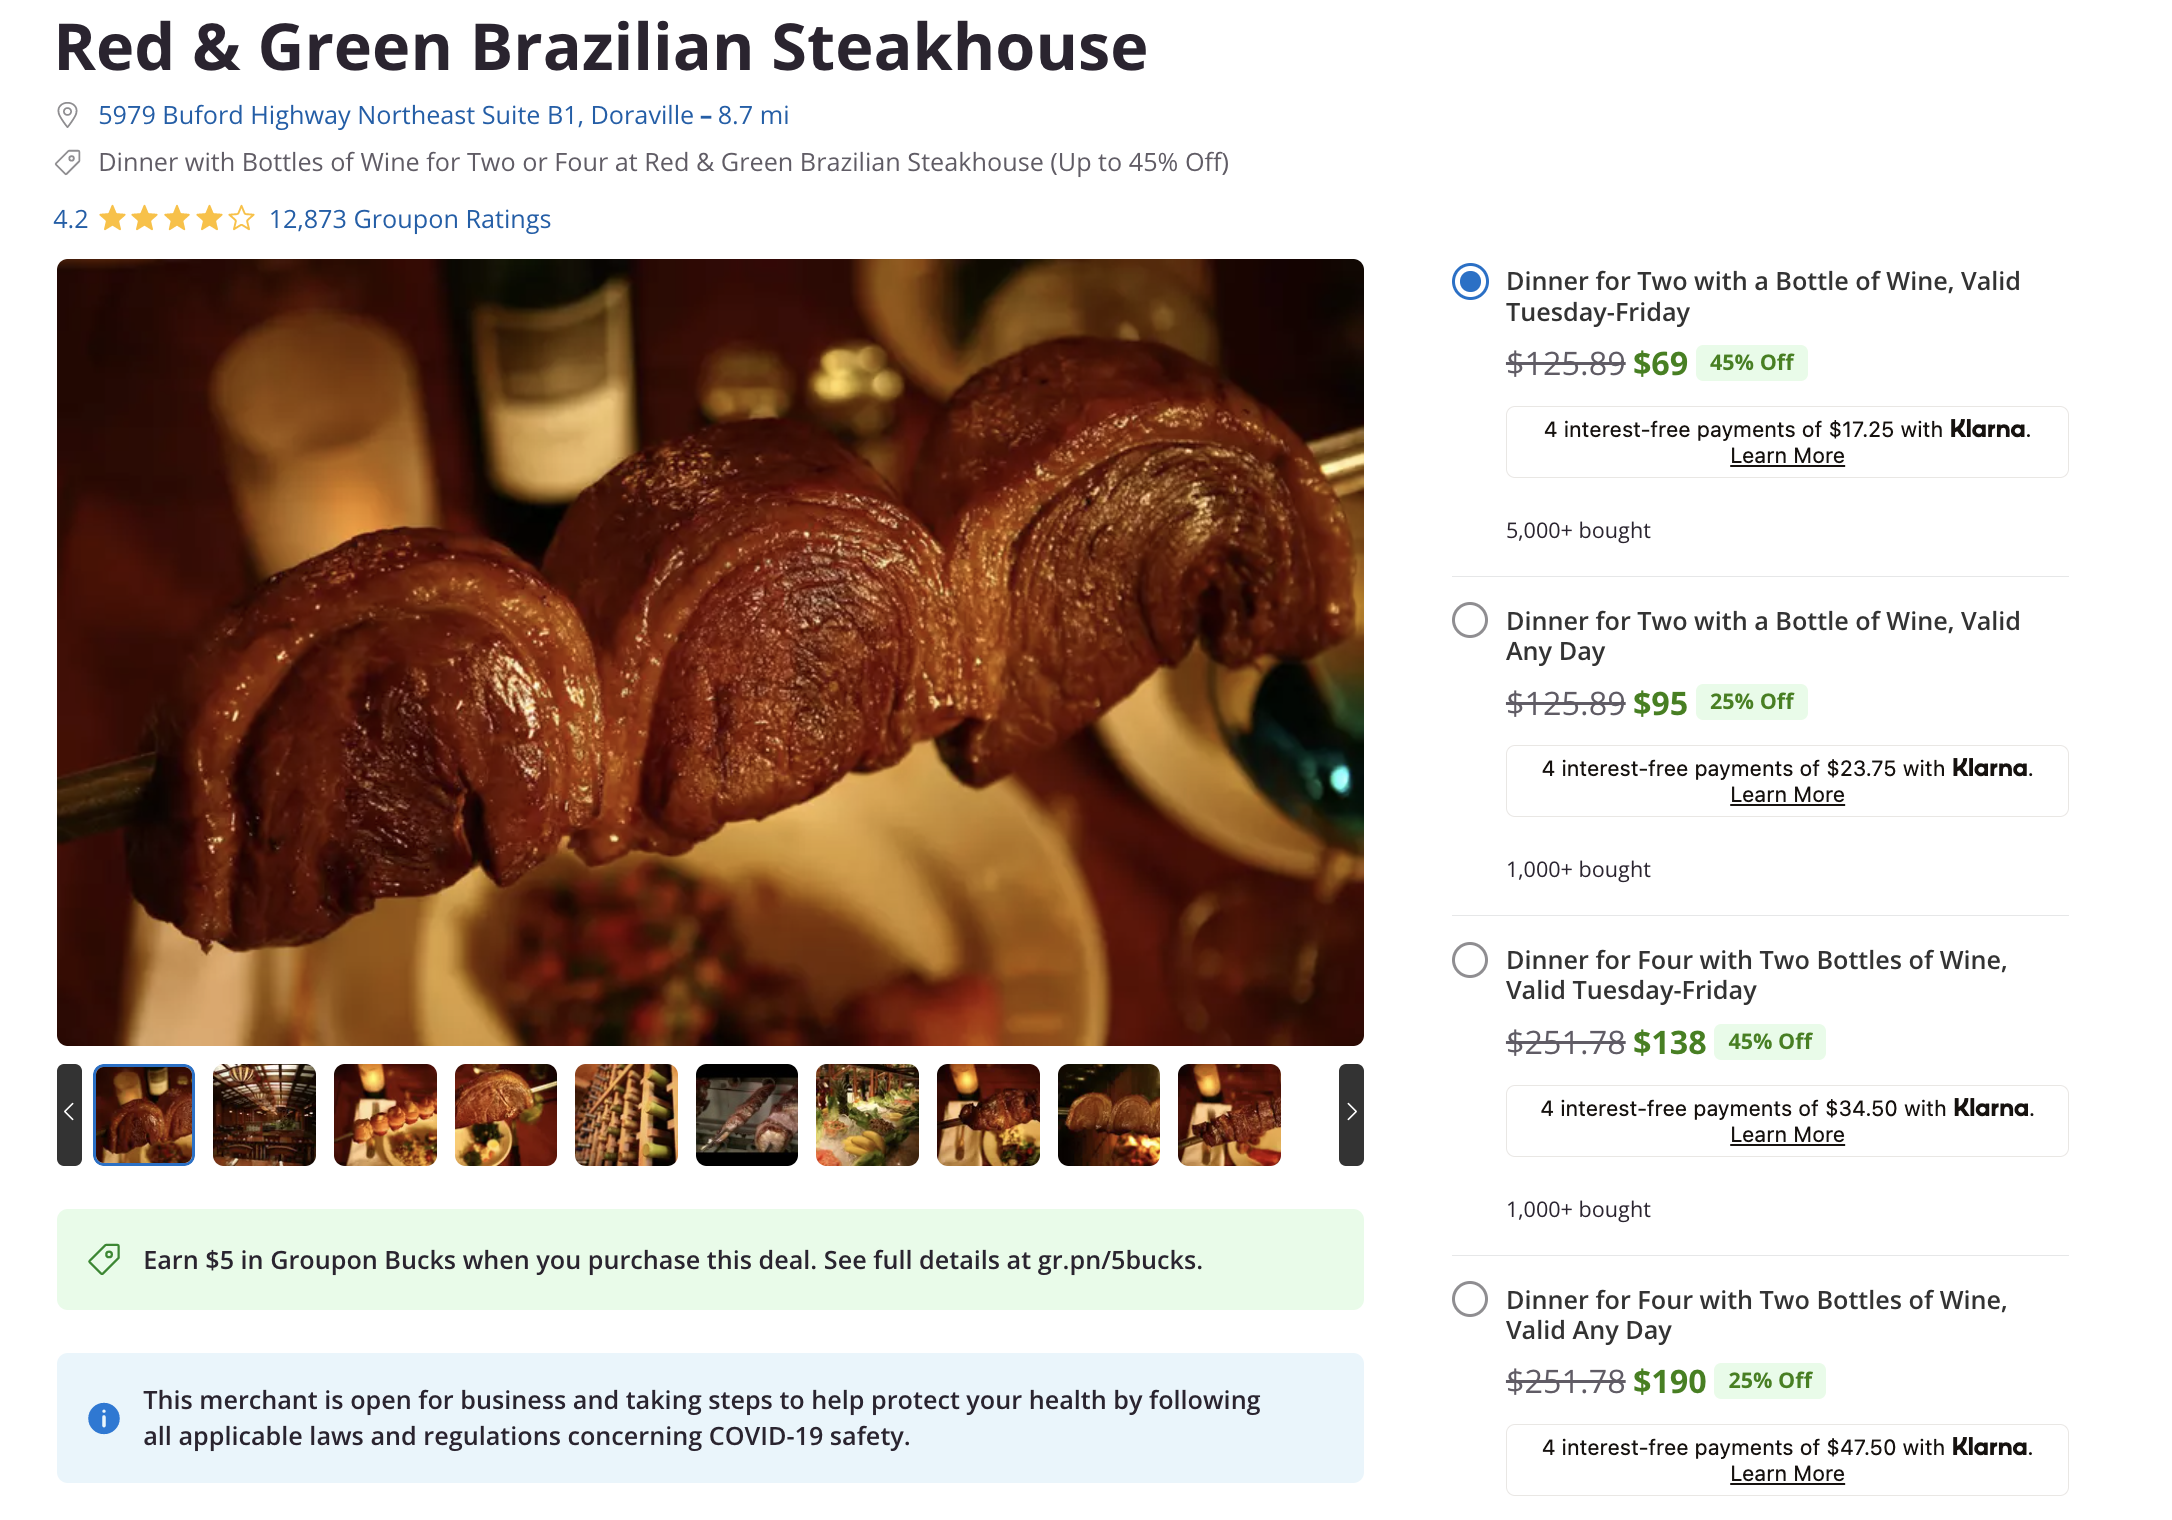 Red & Green Brazilian Steakhouse
5979 Buford Highway Northeast Suite B1, Doraville – 8.7 mi
Dinner with Bottles of Wine for Two or Four at Red & Green Brazilian Steakhouse (Up to 45% Off)
4.2 12,873 Groupon Ratings
Dinner for Two with a Bottle of Wine, Valid
Tuesday-Friday
$125.89 $69 45% Off
4 interest-free payments of $17.25 with Klarna.
Learn More
5,000+ bought
Dinner for Two with a Bottle of Wine, Valid
Any Day
$125.89 $95 25% Off
4 interest-free payments of $23.75 with Klarna.
Learn More
1,000+ bought
Dinner for Four with Two Bottles of Wine,
Valid Tuesday-Friday
$251.78 $138 45% Off
4 interest-free payments of $34.50 with Klarna.
Learn More
1,000+ bought
Dinner for Four with Two Bottles of Wine,
Valid Any Day
$251.78 $190 25% Off
4 interest-free payments of $47.50 with Klarna.
Learn More
Earn $5 in Groupon Bucks when you purchase this deal. See full details at gr.pn/5bucks.
This merchant is open for business and taking steps to help protect your health by following
all applicable laws and regulations concerning COVID-19 safety.